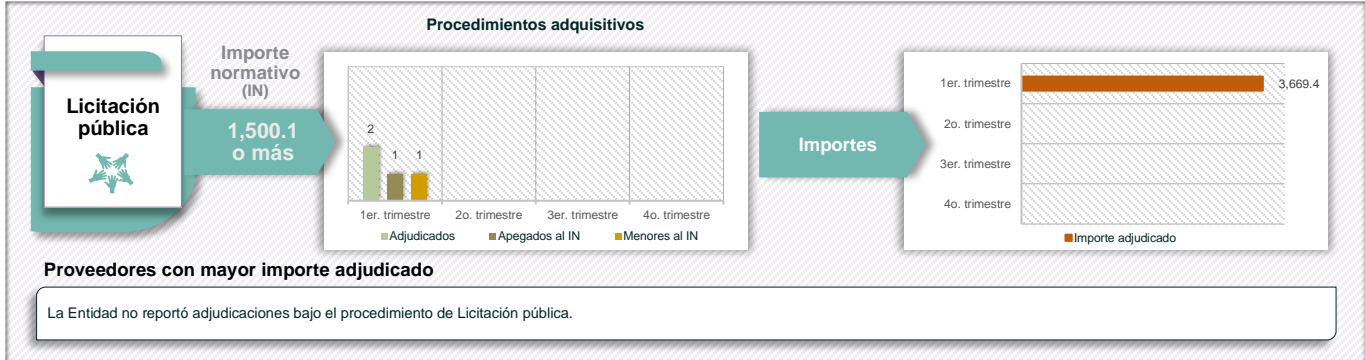 Procedimientos adquisitivos
Licitación
pública
Importe
normativo
(IN)
1,500.1
o más
2
1
1
1er. trimestre
2o. trimestre
3er. trimestre
4o. trimestre
Adjudicados
Apegados al IN
Menores al IN
Importes
1er. trimestre
3,669.4
2o. trimestre
3er. trimestre
4o. trimestre
Importe adjudicado
Proveedores con mayor importe adjudicado
La Entidad no reportó adjudicaciones bajo el procedimiento de Licitación pública.